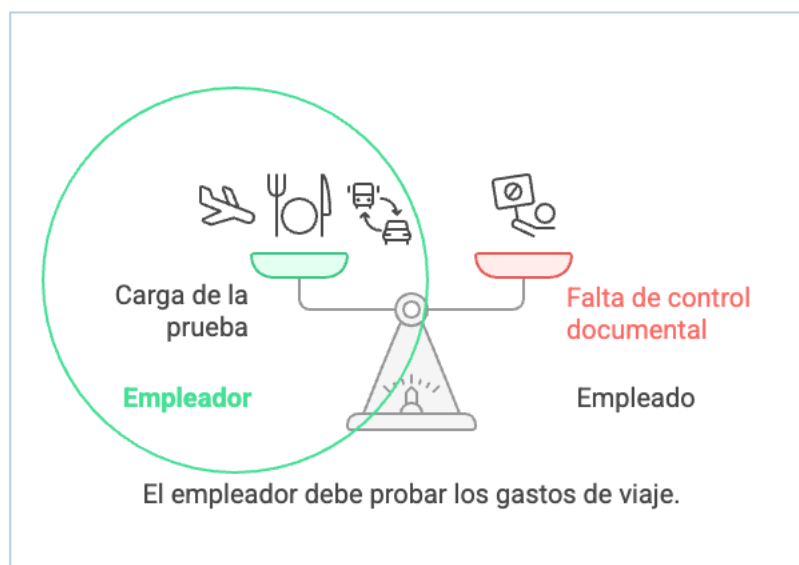 Carga de la
prueba
Empleador
Falta de control
documental
Empleado
El empleador debe probar los gastos de viaje.